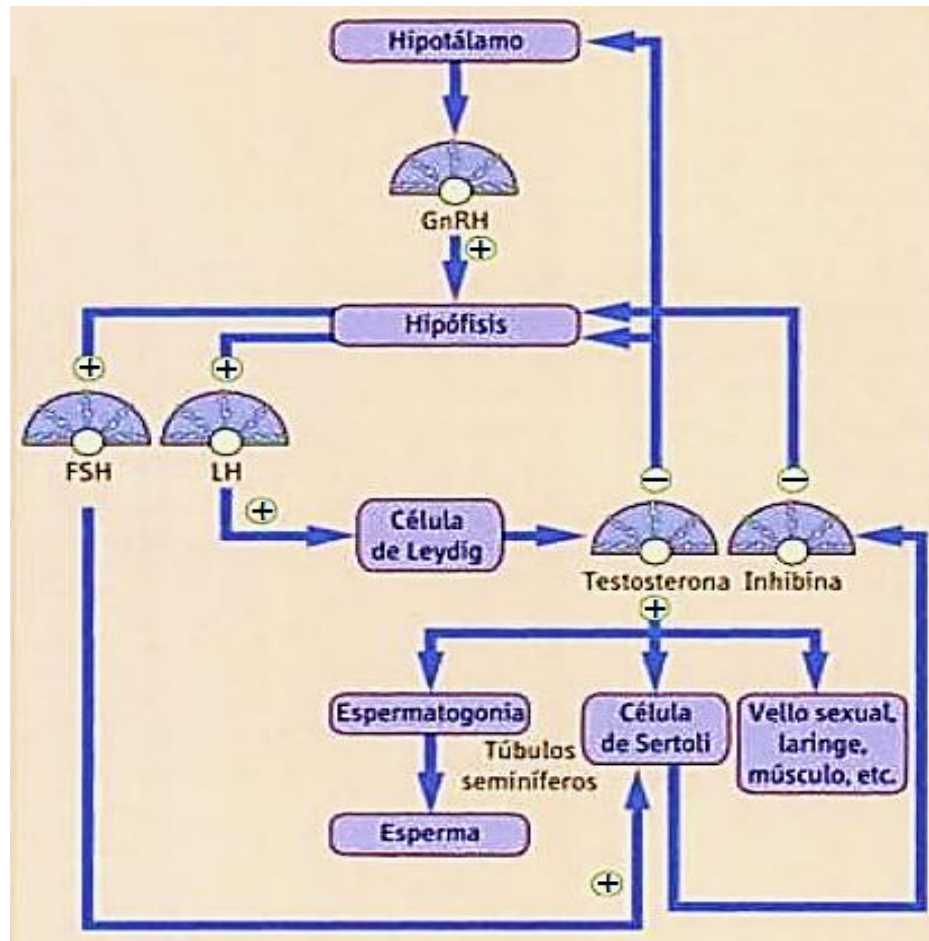 Hipotálamo
GnRH
+
Hipófisis
+
+
FSH
LH
+
Célula
de Leydig
−
−
Testosterona
Inhibina
+
Espermatogonia
Célula
de Sertoli
Vello sexual,
laringe,
músculo, etc.
Túbulos
seminíferos
Esperma
+